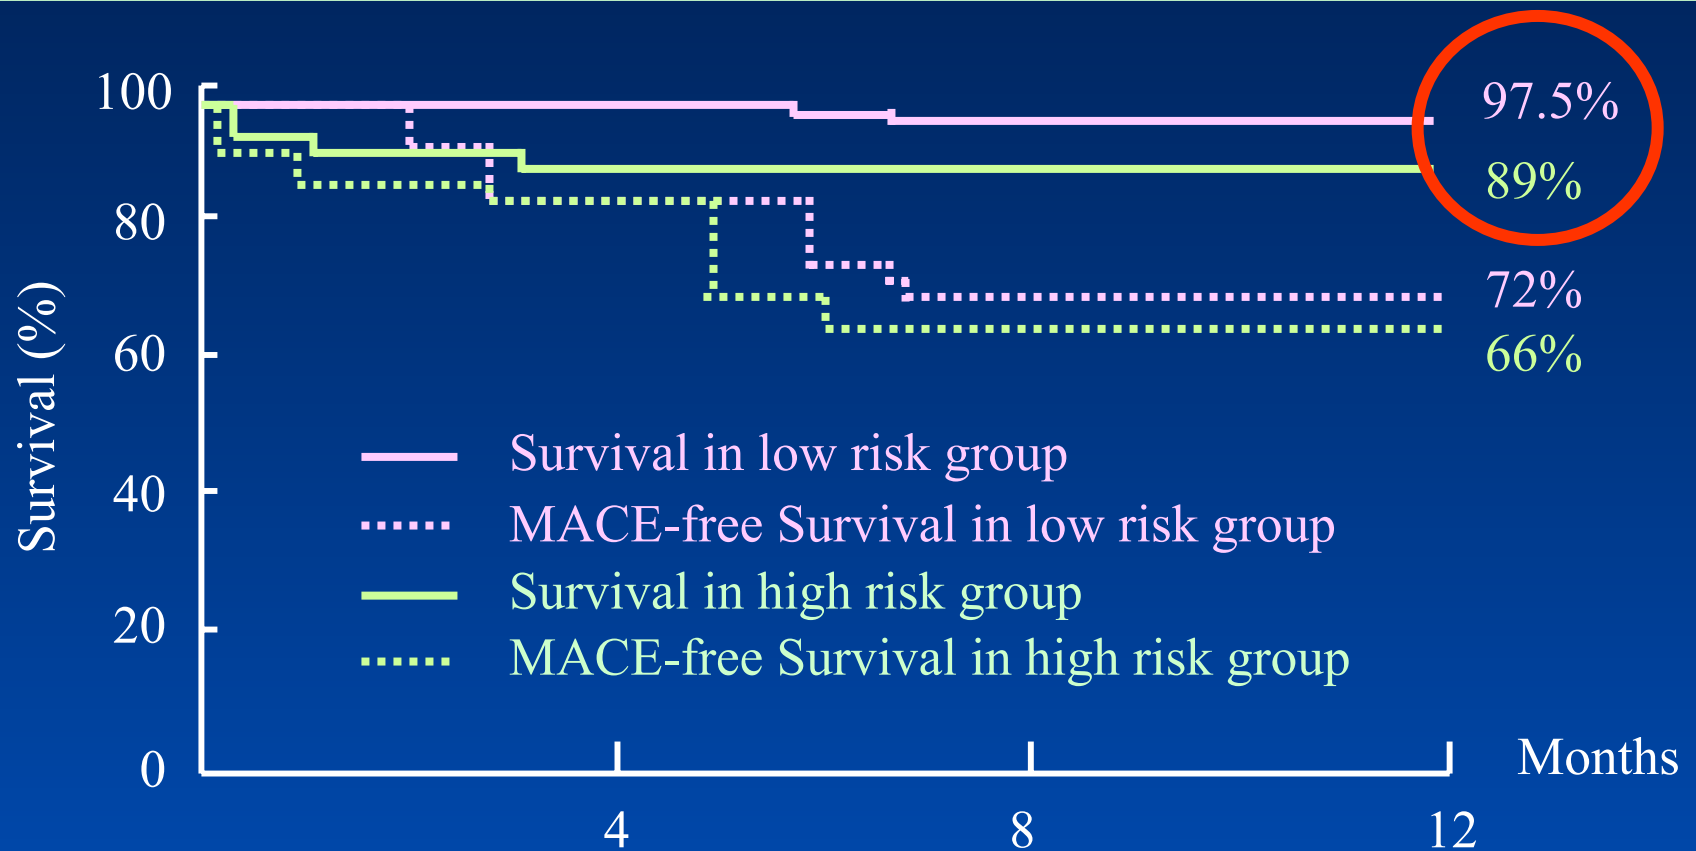 100
97.5%
89%
80
72%
60
66%
Survival (%)
Survival in low risk group
40
MACE-free Survival in low risk group
Survival in high risk group
20
MACE-free Survival in high risk group
0
Months
4
8
12